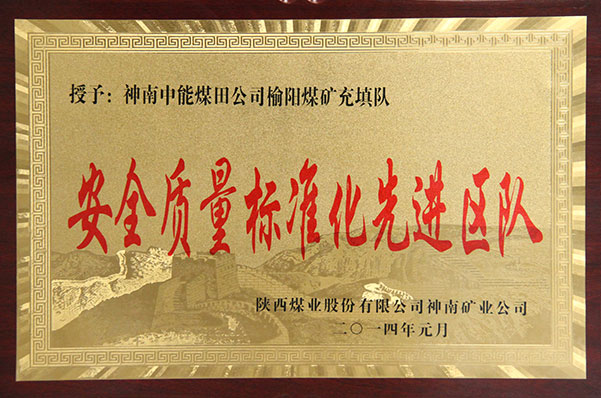 授予：神南中能煤田公司榆阳煤矿充填队
安全质量标准化先进区队
陕西煤业股份有限公司神南矿业公司
二〇一四年元月